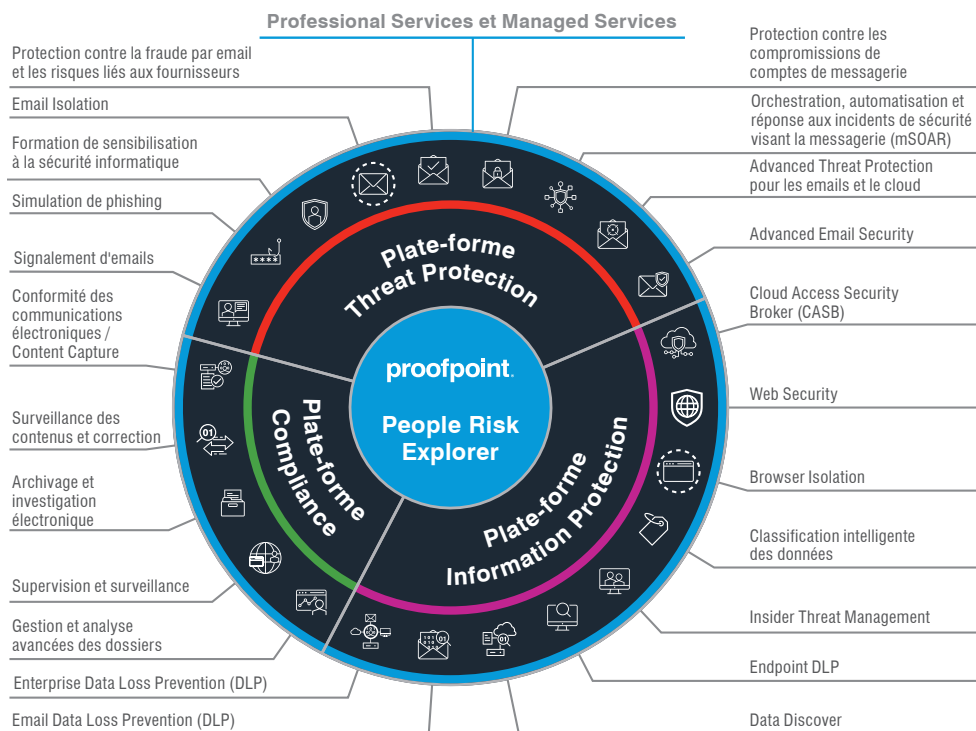 Professional Services et Managed Services
Protection contre la fraude par email
et les risques liés aux fournisseurs
Email Isolation
Formation de sensibilisation
à la sécurité informatique
Simulation de phishing
Signalement d'emails
Conformité des
communications
électroniques /
Content Capture
Surveillance des
contenus et correction
Archivage et
investigation
électronique
Supervision et surveillance
Gestion et analyse
avancées des dossiers
Enterprise Data Loss Prevention (DLP)
Email Data Loss Prevention (DLP)
Protection contre les
compromissions de
comptes de messagerie
Orchestration, automatisation et
réponse aux incidents de sécurité
visant la messagerie (mSOAR)
Advanced Threat Protection
pour les emails et le cloud
Advanced Email Security
Cloud Access Security
Broker (CASB)
Web Security
Browser Isolation
Classification intelligente
des données
Insider Threat Management
Endpoint DLP
Data Discover
Plate-forme
Threat Protection
Plate-forme
Compliance
Plate-forme
Information Protection
proofpoint.
People Risk
Explorer